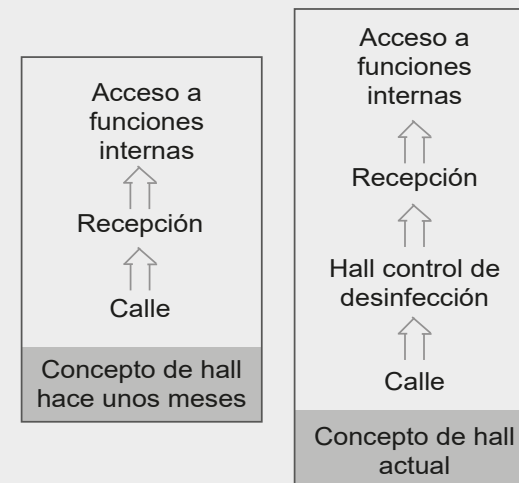 Acceso a
funciones
internas
Recepción
Calle
Concepto de hall
hace unos meses
Acceso a
funciones
internas
Recepción
Hall control de
desinfección
Calle
Concepto de hall
actual